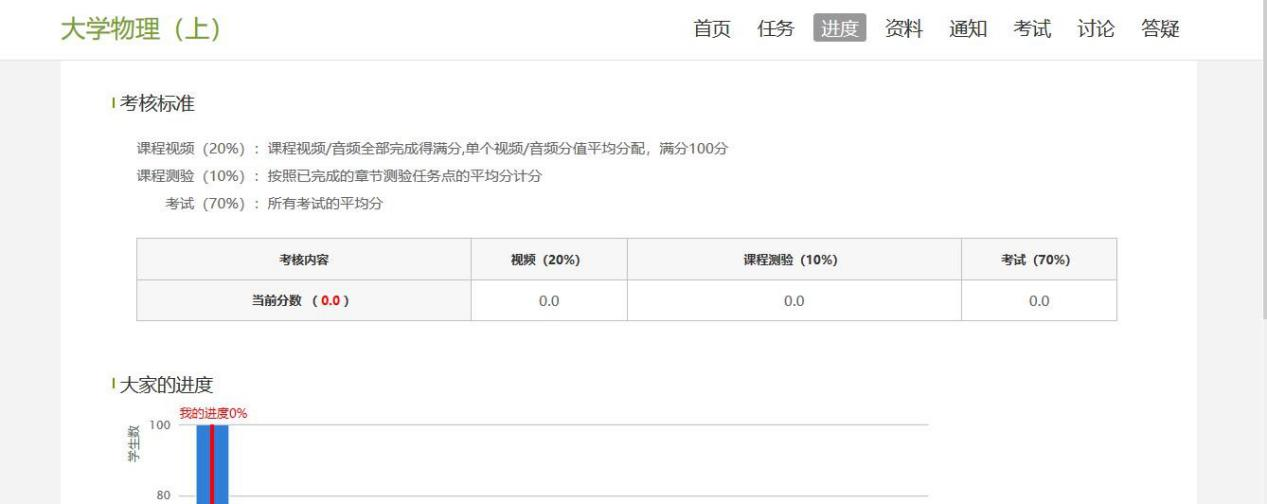 大学物理（上） 首页 任务 进度 资料 通知 考试 讨论 答疑
考核标准
课程视频（20%）：课程视频/音频全部完成得满分,单个视频/音频分值平均分配，满分100分
课程测验（10%）：按照已完成的章节测验任务点的平均分计分
考试（70%）：所有考试的平均分
考核内容 视频（20%） 课程测验（10%） 考试（70%）
当前分数 （0.0） 0.0 0.0 0.0
大家的进度
我的进度0%
100
学生数
80